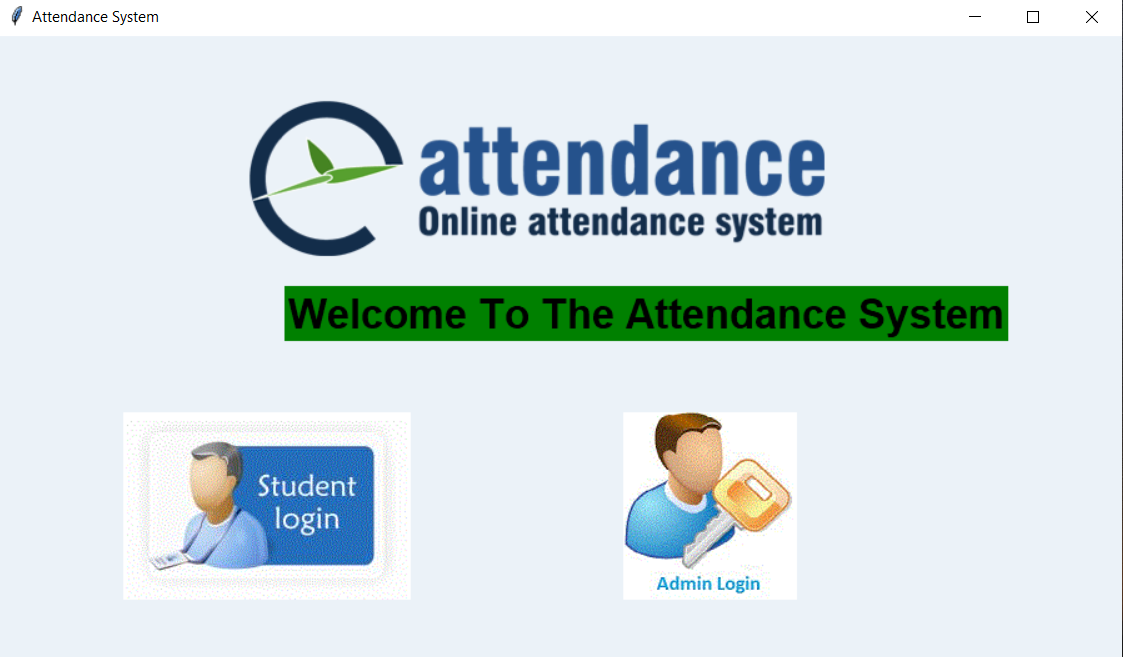 Attendance System
attendance
Online attendance system
Welcome To The Attendance System
Student
login
Admin Login